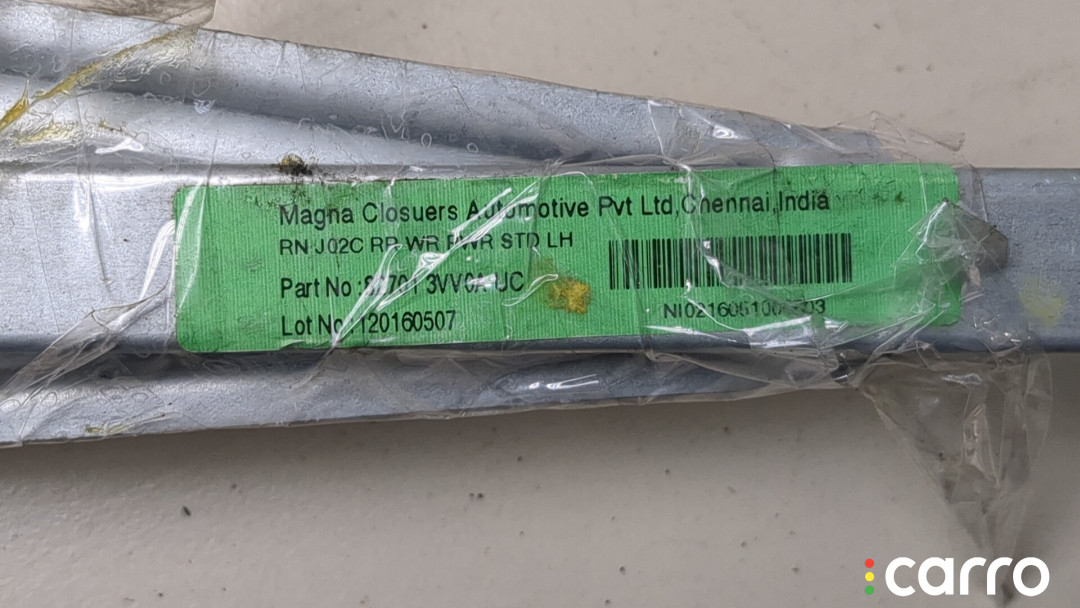 Magna Closuers Automotive Pvt Ltd,Chennai,India
RN J02C RR WR PWR STD LH
Part No :
Lot No : 120160507
carro